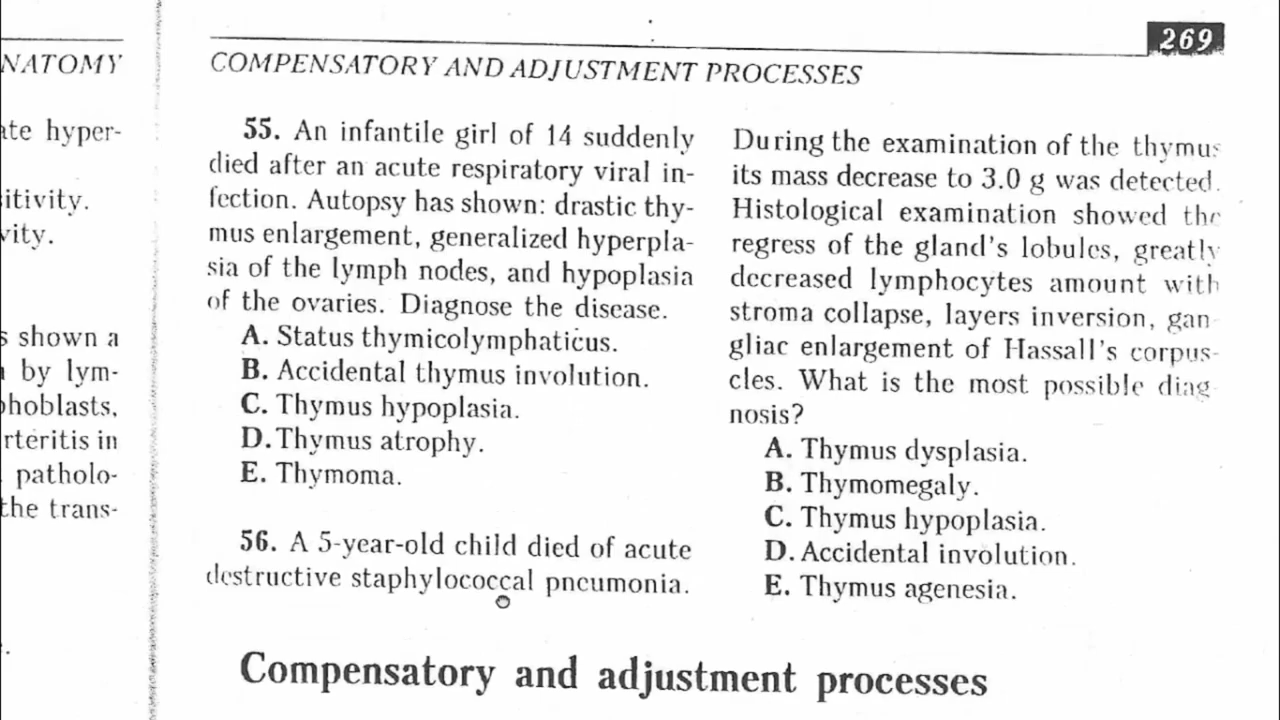 269
NATOMY
COMPENSATORY AND ADJUSTMENT PROCESSES
ate hyper-
itivity.
vity.
s shown a
by lym-
phoblasts,
rteritis in
patholo-
the trans-
55. An infantile girl of 14 suddenly
died after an acute respiratory viral in-
fection. Autopsy has shown: drastic thy-
mus enlargement, generalized hyperpla-
sia of the lymph nodes, and hypoplasia
of the ovaries. Diagnose the disease.
A. Status thymicolymphaticus.
B. Accidental thymus involution.
C. Thymus hypoplasia.
D. Thymus atrophy.
E. Thymoma.
56. A 5-year-old child died of acute
destructive staphylococcal pneumonia.
During the examination of the thymus
its mass decrease to 3.0 g was detected.
Histological examination showed the
regress of the gland's lobules, greatly
decreased lymphocytes amount with
stroma collapse, layers inversion, gan-
gliac enlargement of Hassall's corpus-
cles. What is the most possible diag-
nosis?
A. Thymus dysplasia.
B. Thymomegaly.
C. Thymus hypoplasia.
D. Accidental involution.
E. Thymus agenesia.
Compensatory and adjustment processes